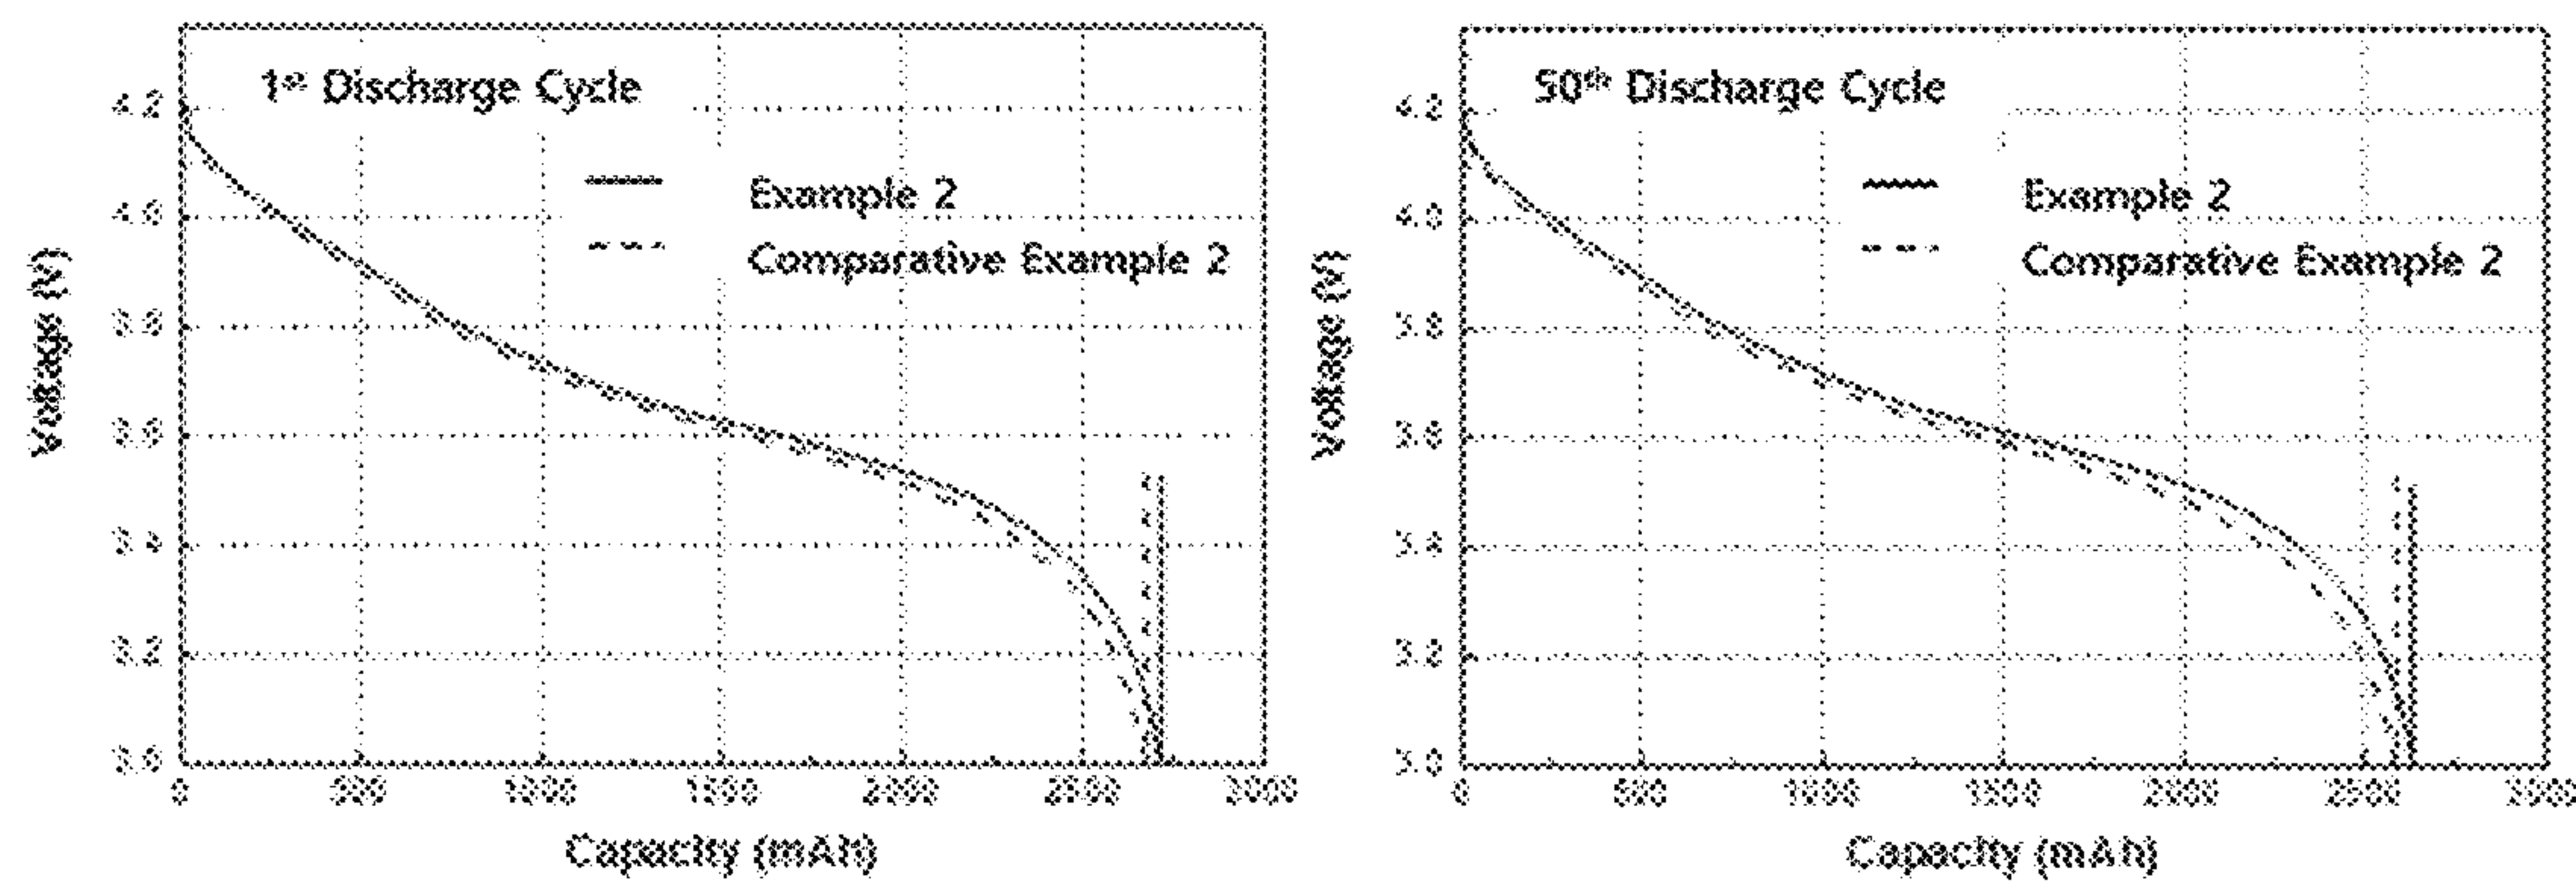 1st Discharge Cycle
Example 2
Comparative Example 2
Voltage (V)
4.2
4.0
3.8
3.6
3.4
3.2
3.0
0 500 1000 1500 2000 2500 3000
Capacity (mAh)
50th Discharge Cycle
Example 2
Comparative Example 2
Voltage (V)
4.2
4.0
3.8
3.6
3.4
3.2
3.0
0 500 1000 1500 2000 2500 3000
Capacity (mAh)